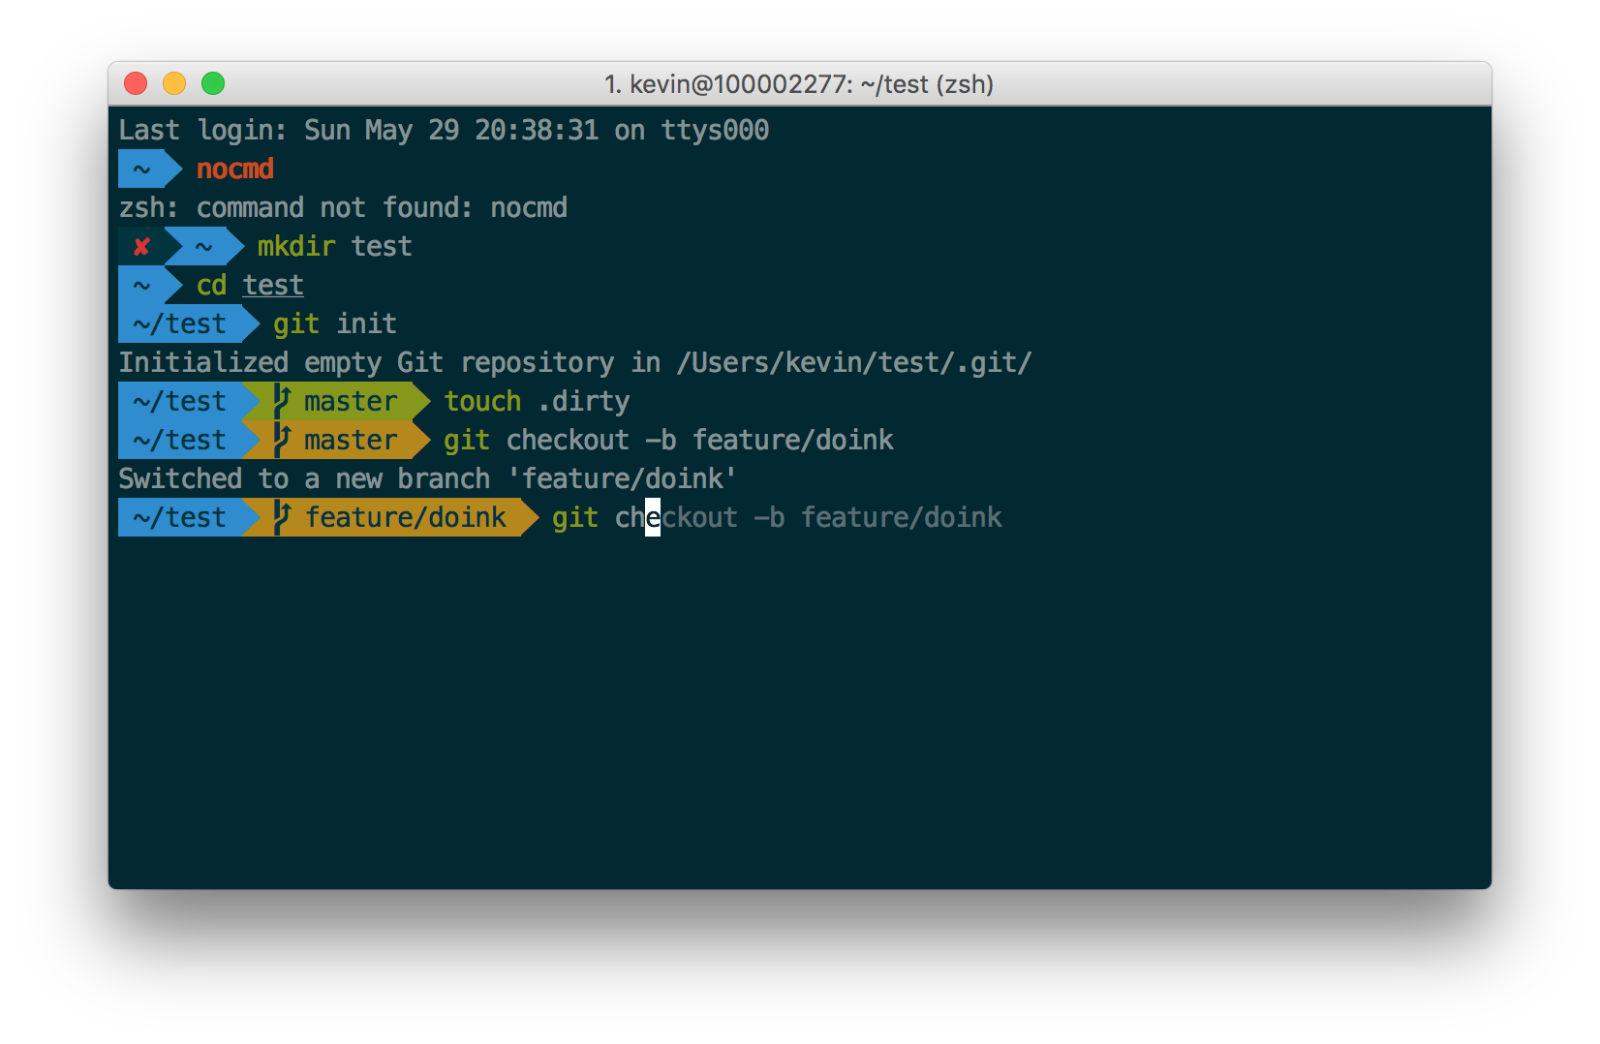 1. kevin@100002277: ~/test (zsh)
Last login: Sun May 29 20:38:31 on ttys000
~ nocmd
zsh: command not found: nocmd
✘ ~ mkdir test
~ cd test
~/test git init
Initialized empty Git repository in /Users/kevin/test/.git/
~/test  master touch .dirty
~/test  master git checkout -b feature/doink
Switched to a new branch 'feature/doink'
~/test  feature/doink git checkout -b feature/doink